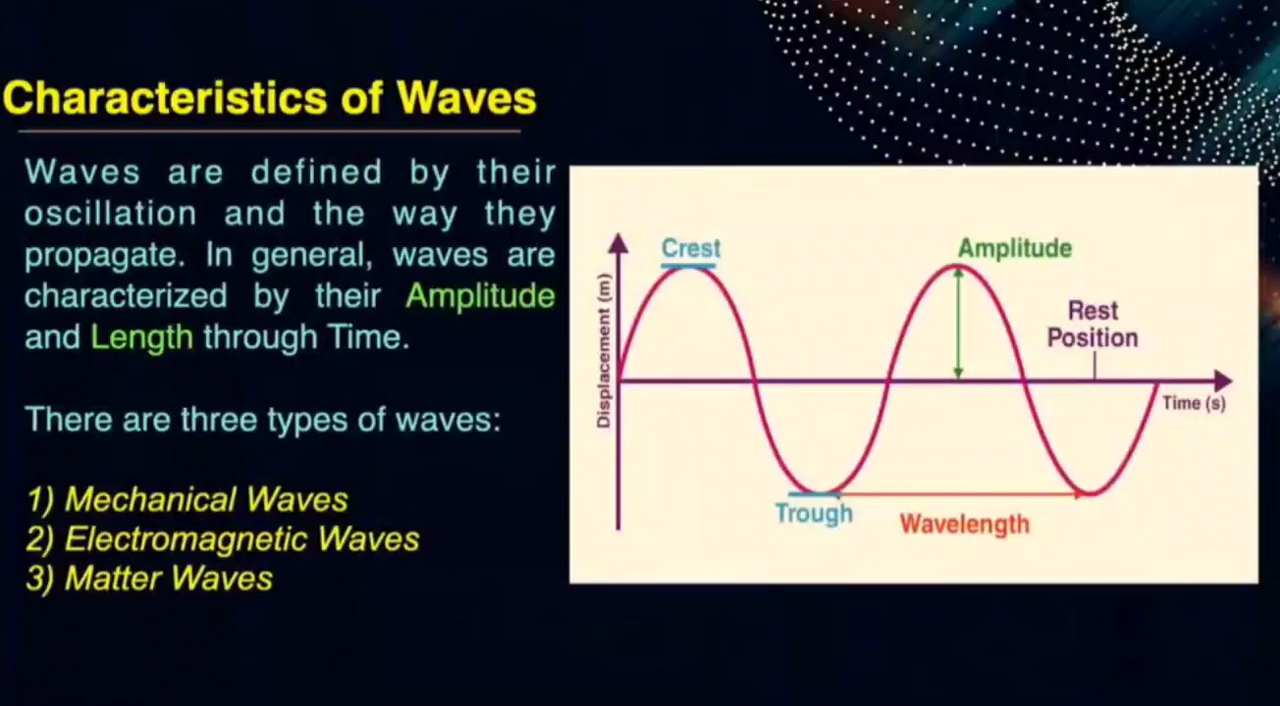 Characteristics of Waves
Waves are defined by their
oscillation and the way they
propagate. In general, waves are
characterized by their Amplitude
and Length through Time.
There are three types of waves:
1) Mechanical Waves
2) Electromagnetic Waves
3) Matter Waves
Crest
Amplitude
Rest
Position
Displacement (m)
Time (s)
Trough
Wavelength